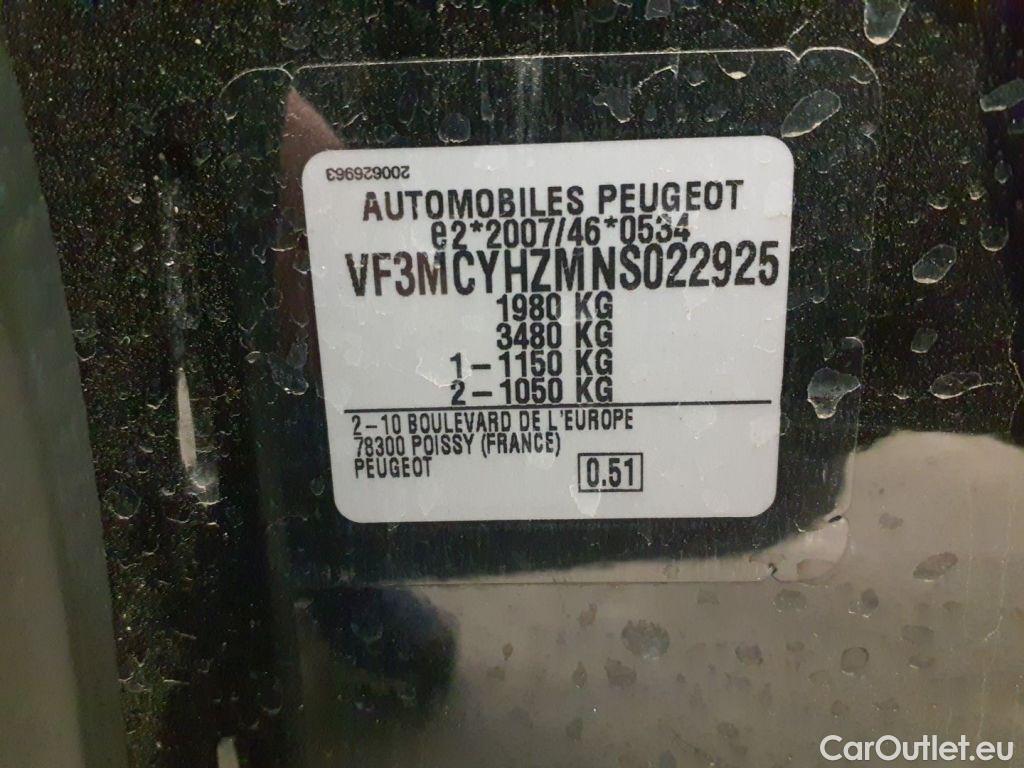 200626963
AUTOMOBILES PEUGEOT
e2*2007/46*0534
VF3MCYHZMNS022925
1980 KG
3480 KG
1-1150 KG
2-1050 KG
2-10 BOULEVARD DE L'EUROPE
78300 POISSY (FRANCE)
PEUGEOT
0.51
CarOutlet.eu